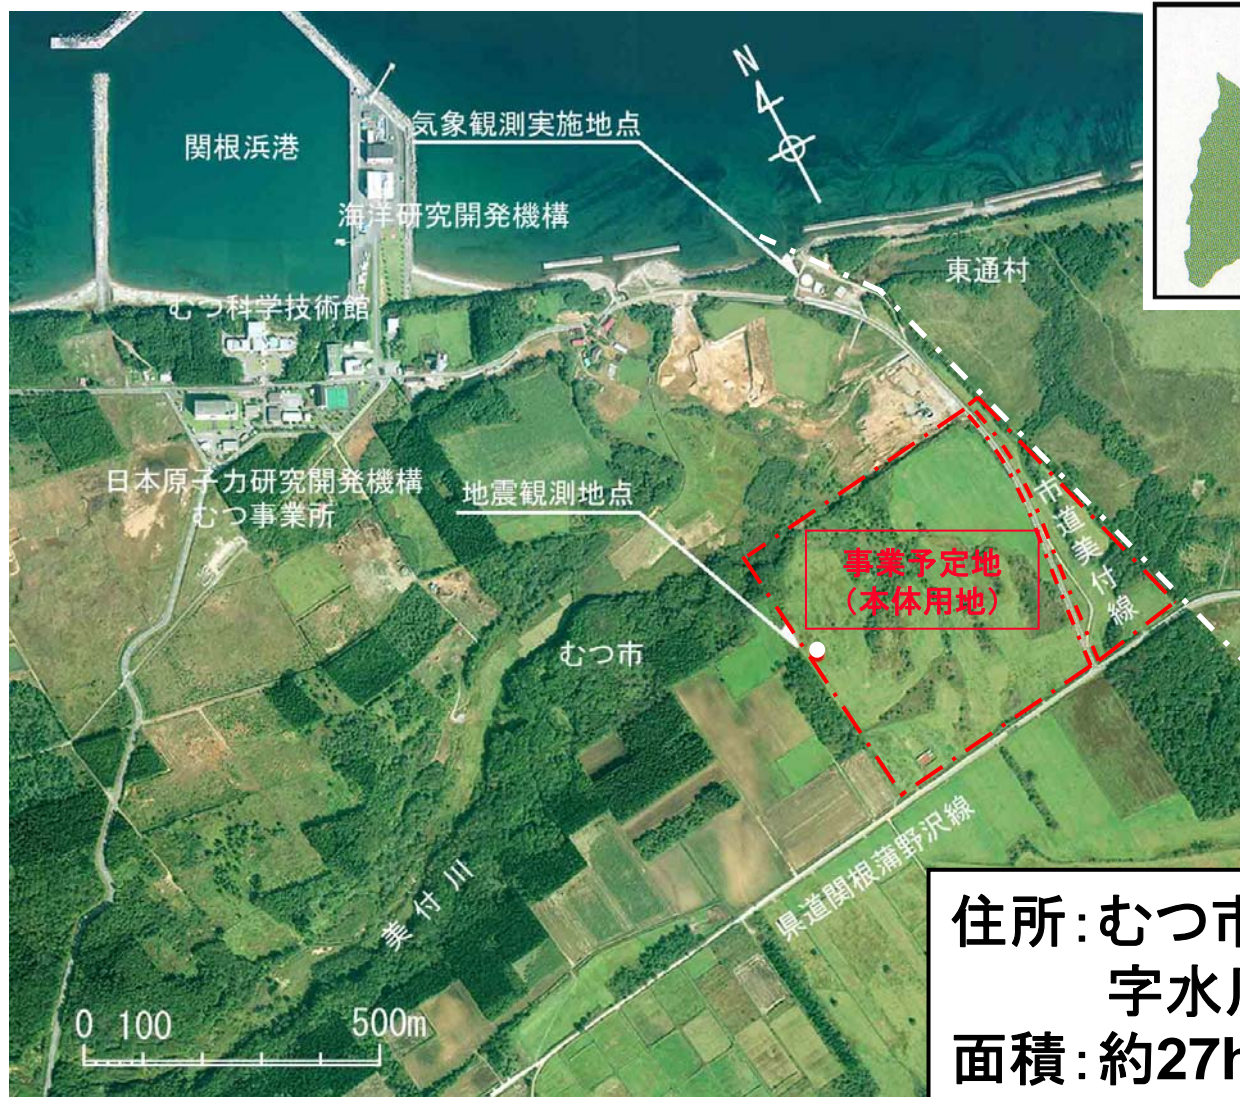 N
気象観測実施地点
関根浜港
海洋研究開発機構
東通村
むつ科学技術館
日本原子力研究開発機構
むつ事業所
地震観測地点
市道美付線
事業予定地
(本体用地)
むつ市
美付川
県道関根蒲野沢線
0 100 500m
住所:むつ市
字水川
面積:約27h